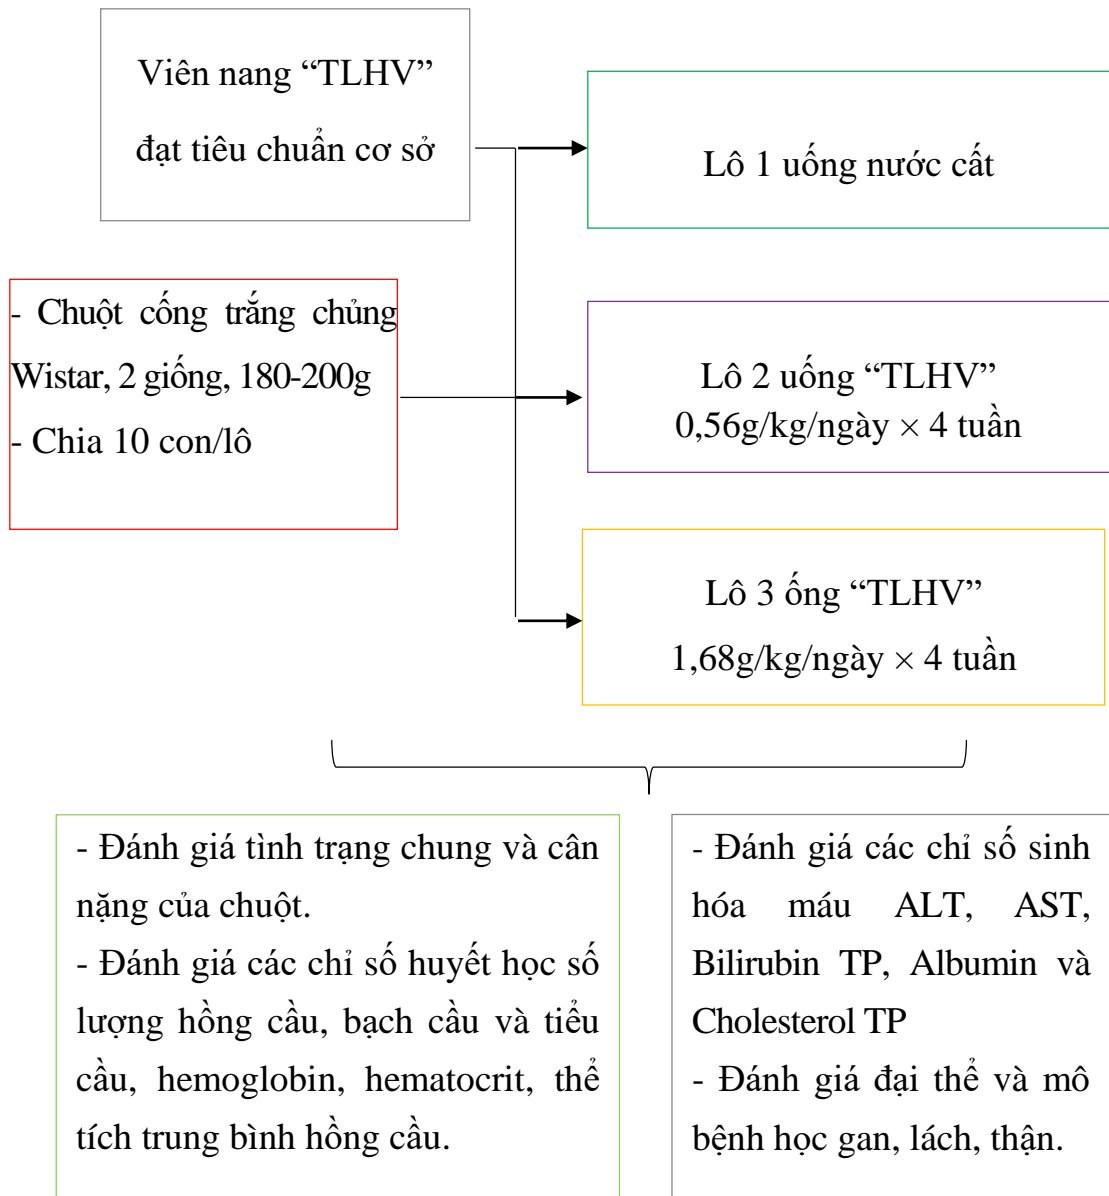 Viên nang “TLHV”
đạt tiêu chuẩn cơ sở
Lô 1 uống nước cất
- Chuột cống trắng chủng
Wistar, 2 giống, 180-200g
- Chia 10 con/lô
Lô 2 uống “TLHV”
0,56g/kg/ngày × 4 tuần
Lô 3 ống “TLHV”
1,68g/kg/ngày × 4 tuần
- Đánh giá tình trạng chung và cân
nặng của chuột.
- Đánh giá các chỉ số huyết học số
lượng hồng cầu, bạch cầu và tiểu
cầu, hemoglobin, hematocrit, thể
tích trung bình hồng cầu.
- Đánh giá các chỉ số sinh
hóa máu ALT, AST,
Bilirubin TP, Albumin và
Cholesterol TP
- Đánh giá đại thể và mô
bệnh học gan, lách, thận.